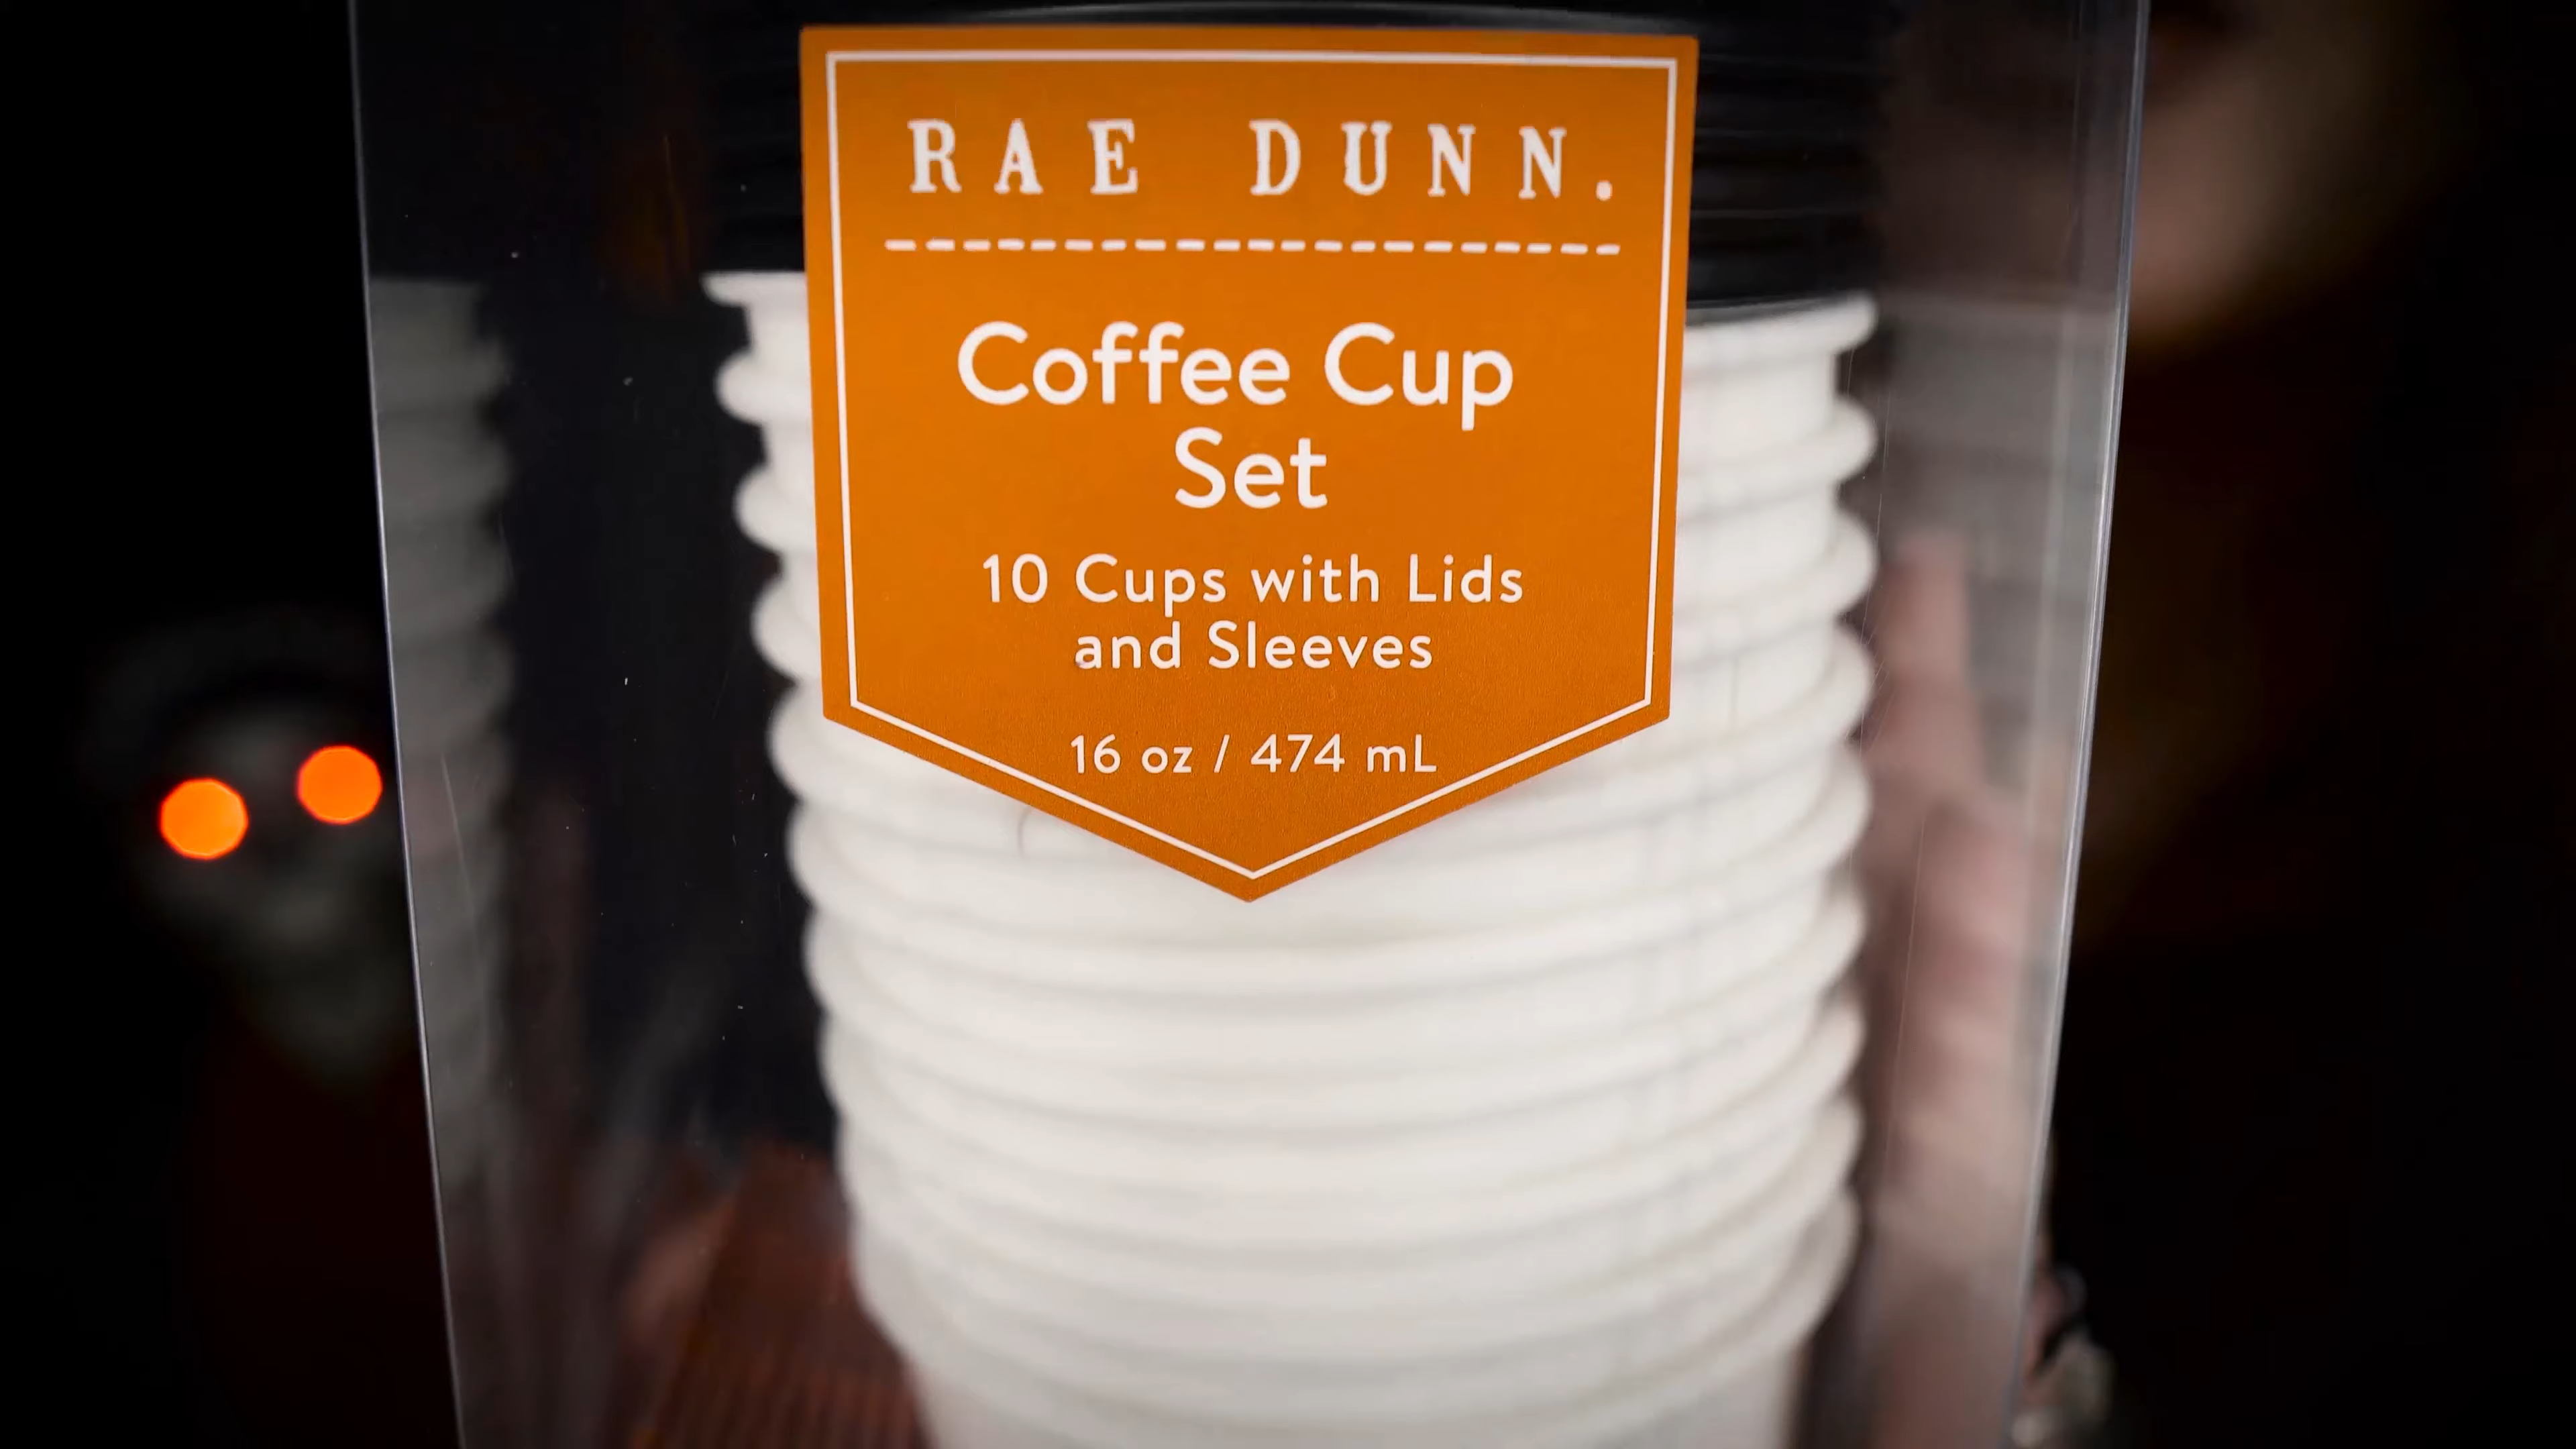 RAE DUNN.
Coffee Cup
Set
10 Cups with Lids
and Sleeves
16 oz / 474 mL